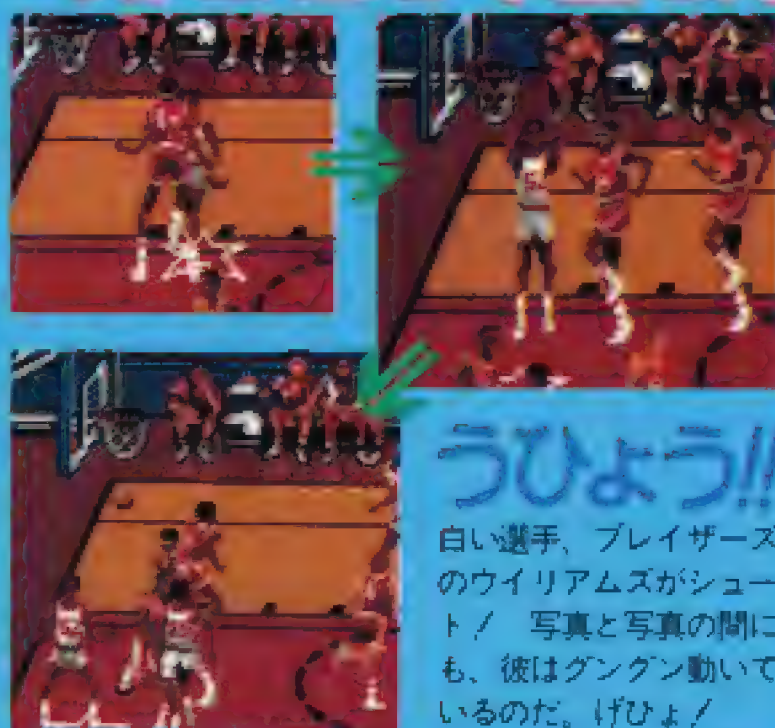 うひょう!!
白い選手、ブレイザーズ
のウイリアムズがシュー
ト！　写真と写真の間に
も、彼はグングン動いて
いるのだ。げひょ！